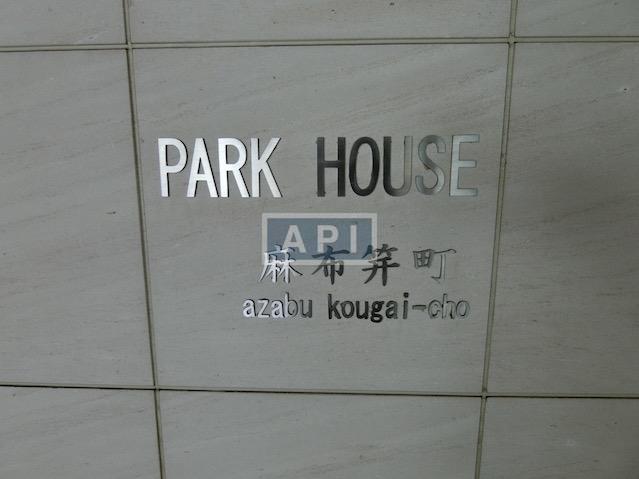 PARK HOUSE
API
麻布笄町
azabu kougai-cho